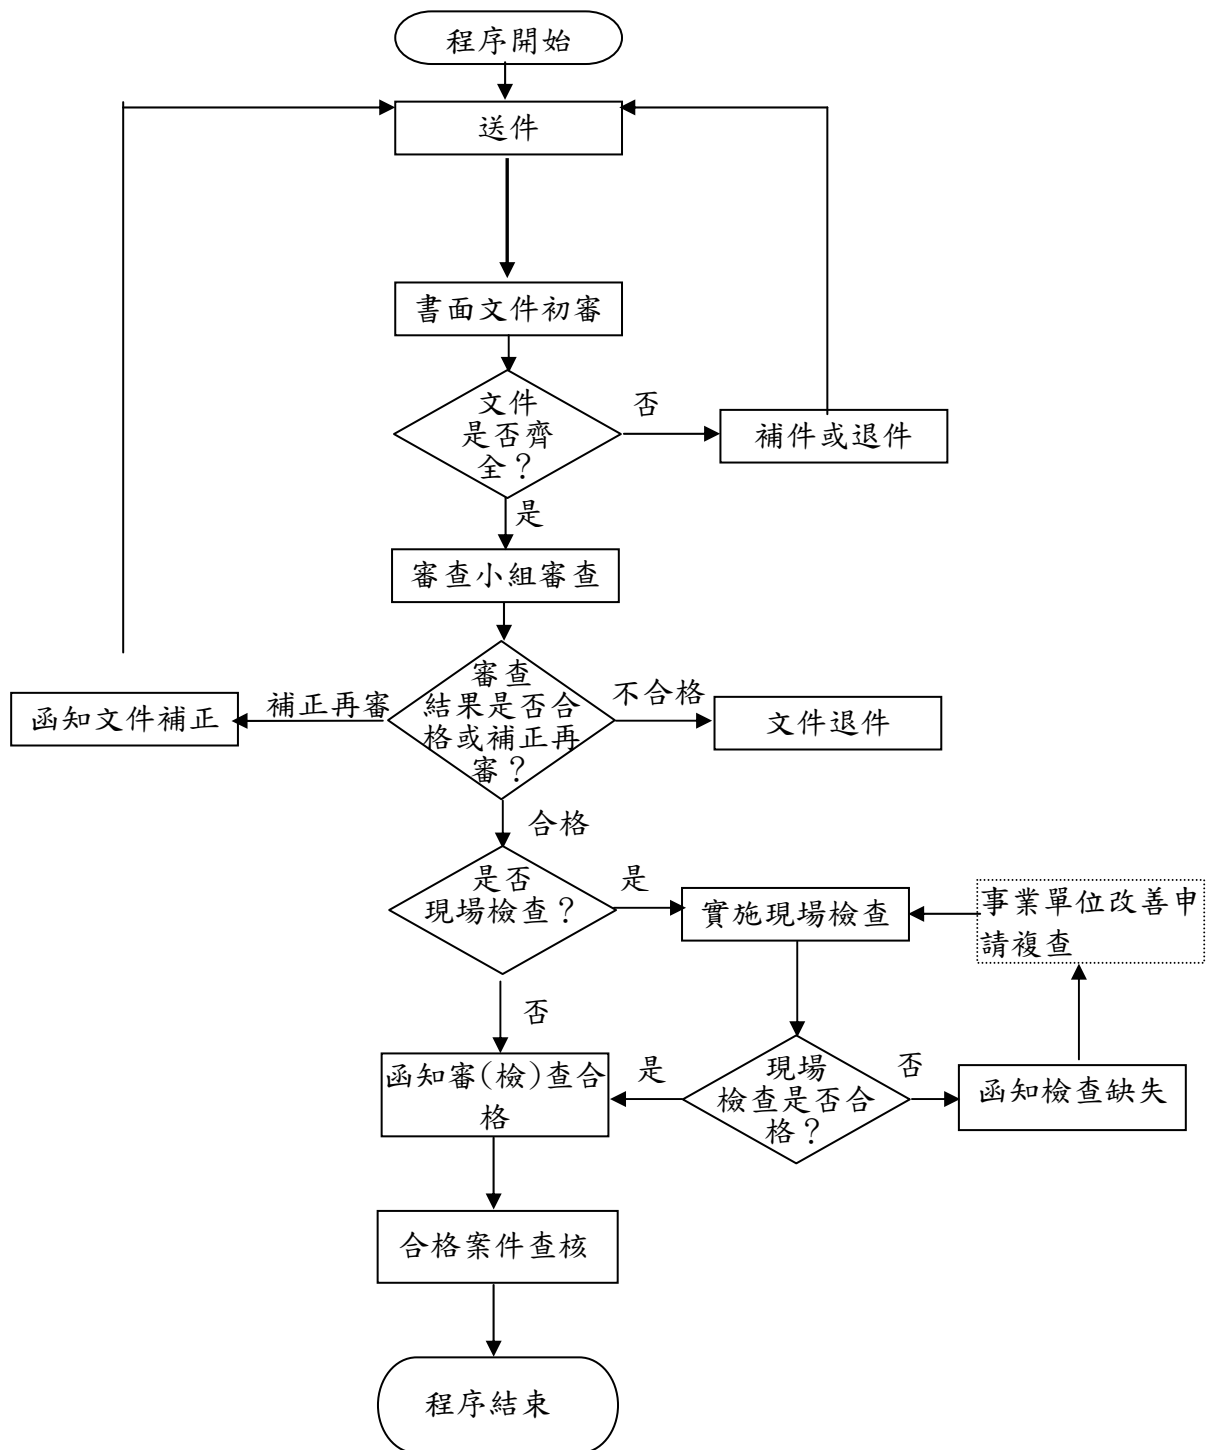 程序開始
送件
書面文件初審
文件
是否齊
全？
否
補件或退件
是
審查小組審查
審查
結果是否合
格或補正再
審？
補正再審
函知文件補正
不合格
文件退件
合格
是否
現場檢查？
是
實施現場檢查
事業單位改善申
請複查
否
函知審(檢)查合
格
是
現場
檢查是否合
格？
否
函知檢查缺失
合格案件查核
程序結束